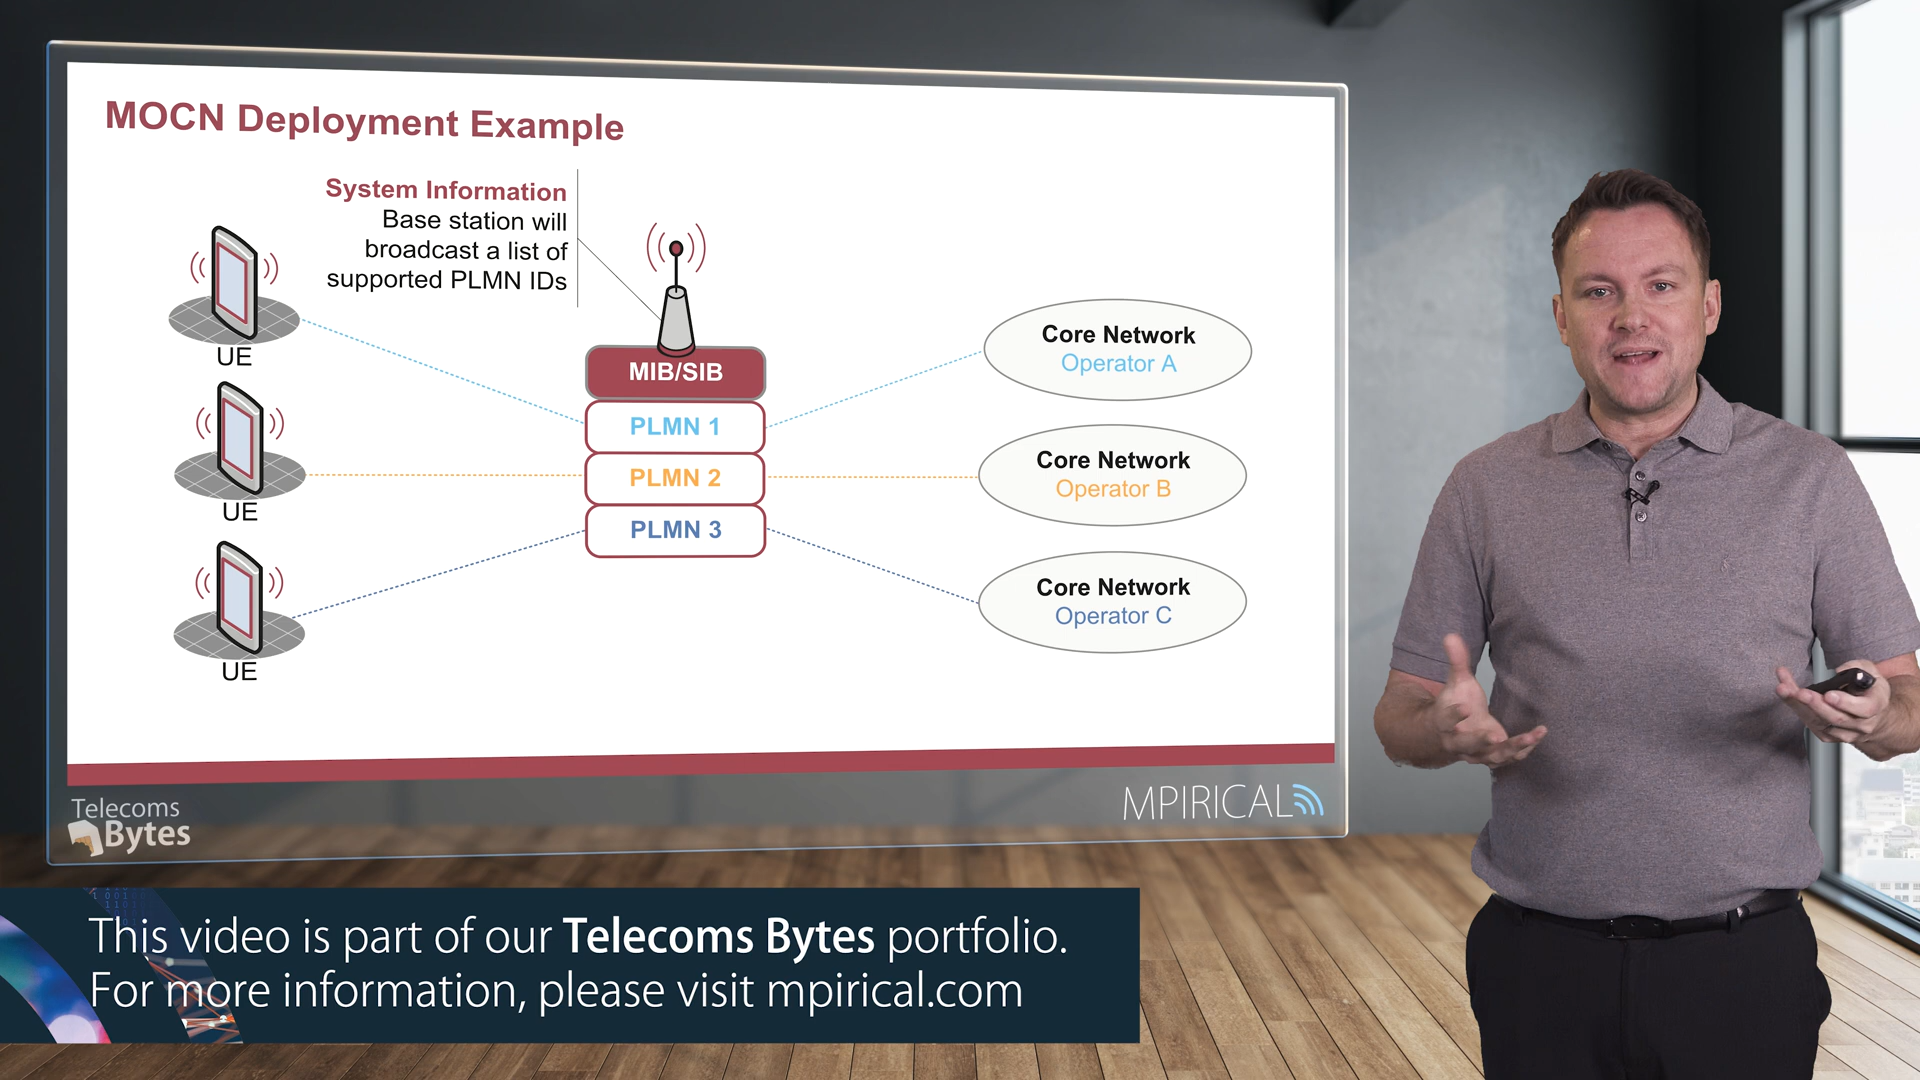 MOCN Deployment Example
System Information
Base station will
broadcast a list of
supported PLMN IDs
UE
UE
UE
MIB/SIB
PLMN 1
PLMN 2
PLMN 3
Core Network
Operator A
Core Network
Operator B
Core Network
Operator C
Telecoms
Bytes
MPIRICAL
This video is part of our Telecoms Bytes portfolio.
For more information, please visit mpirical.com